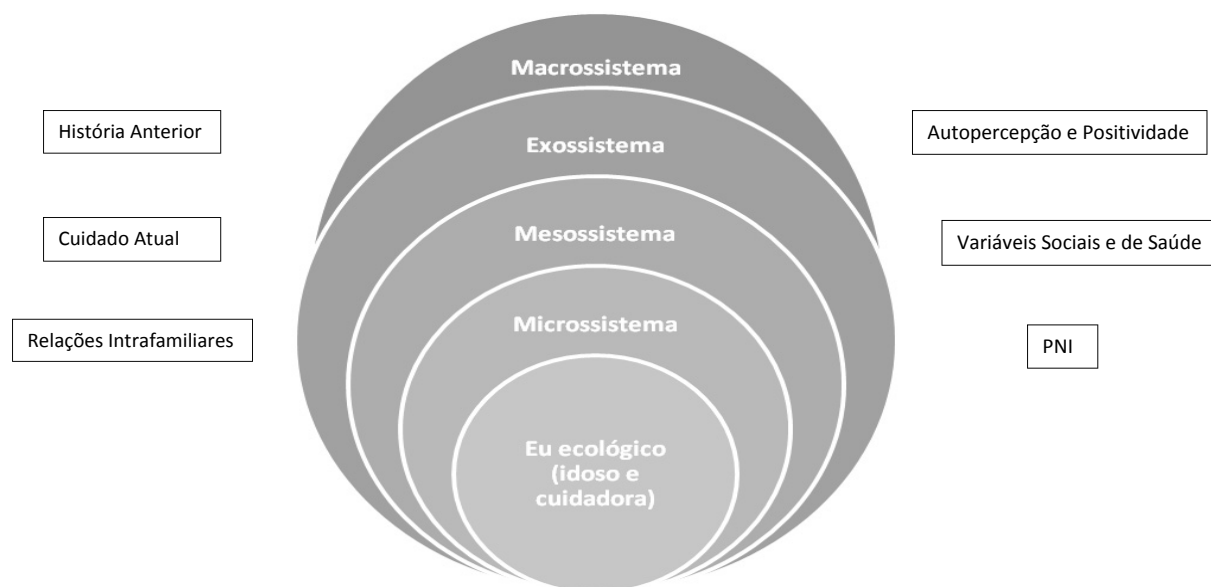 Macrossistema
História Anterior
Autopercepção e Positividade
Exossistema
Cuidado Atual
Mesossistema
Variáveis Sociais e de Saúde
Relações Intrafamiliares
Microssistema
PNI
Eu ecológico
(idoso e
cuidadora)